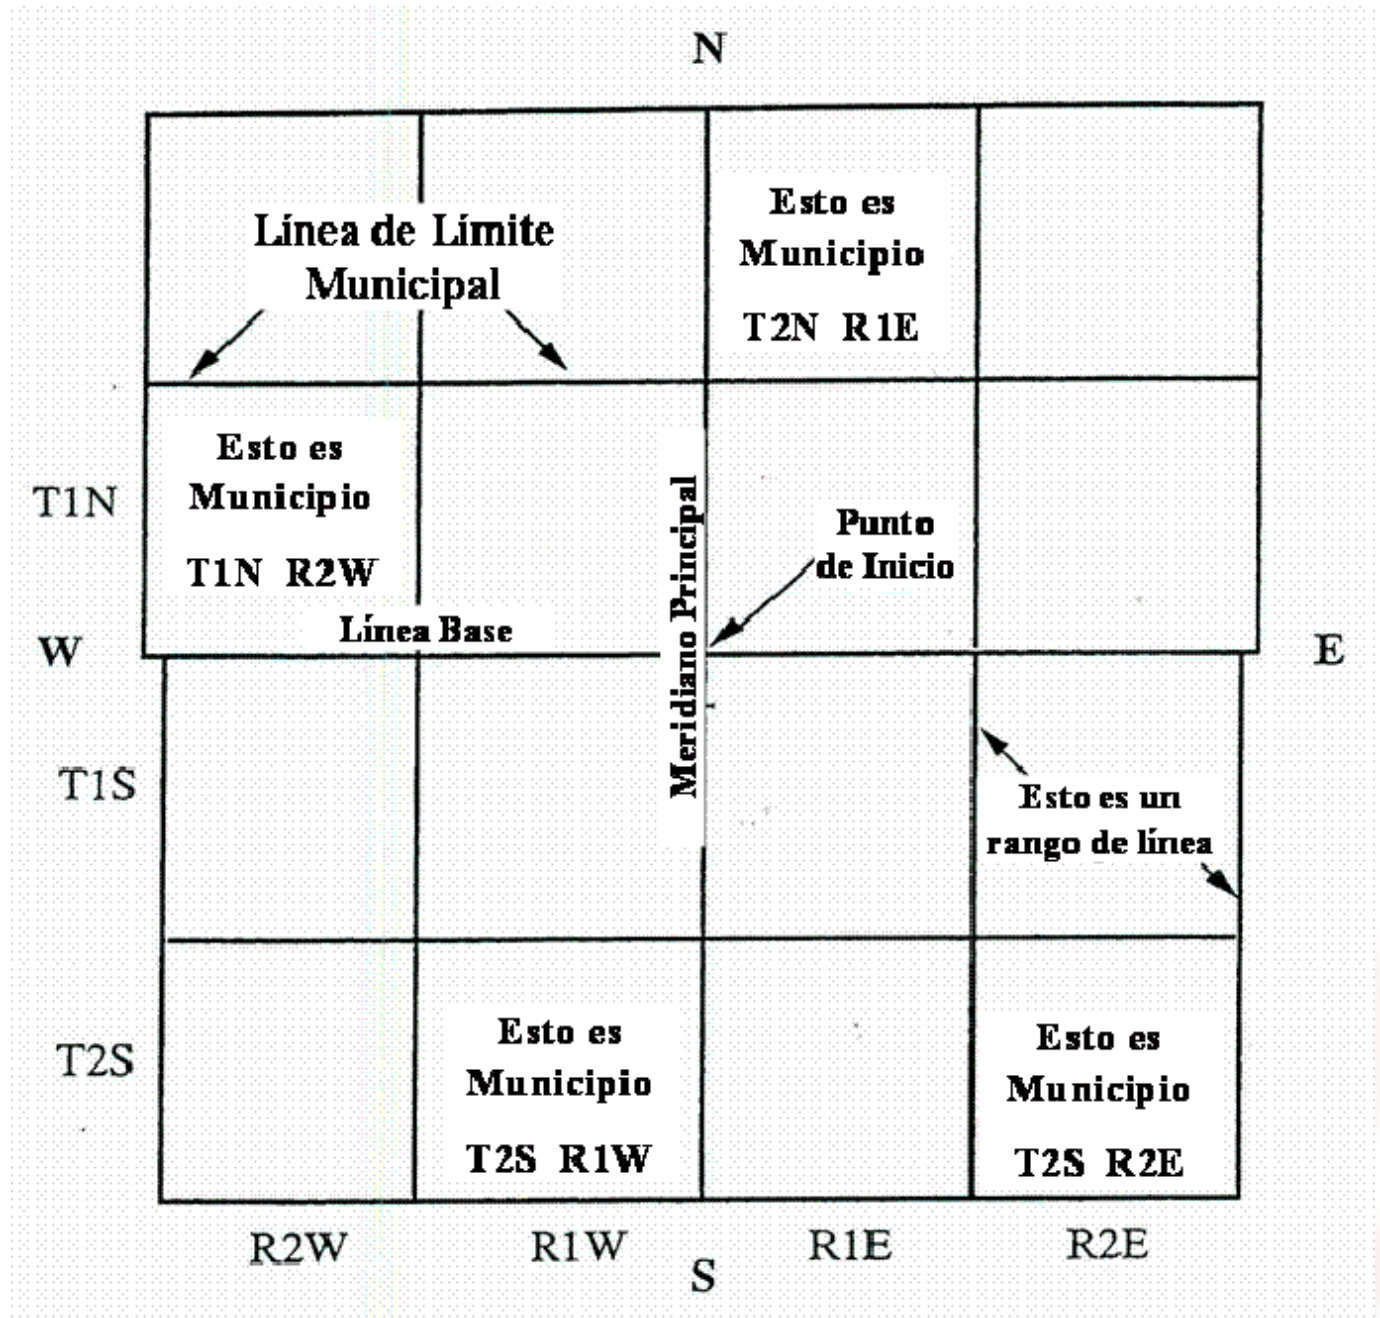 N
Línea de Límite
Municipal
Esto es
Municipio
T2N R1E
T1N
Esto es
Municipio
T1N R2W
Línea Base
Meridiano Principal
Punto
de Inicio
W
E
T1S
Esto es un
rango de línea
T2S
Esto es
Municipio
T2S R1W
Esto es
Municipio
T2S R2E
R2W
R1W
R1E
R2E
S